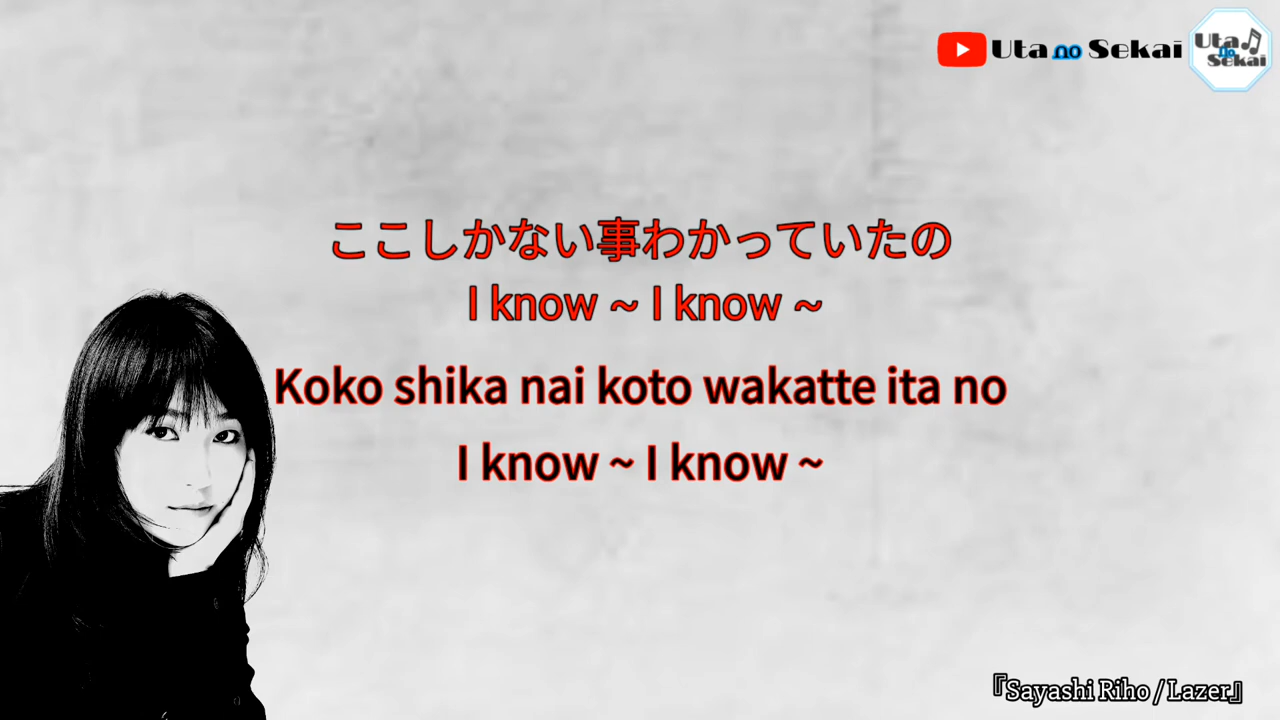 Uta no Sekai
Uta
no
Sekai
ここしかない事わかっていたの
I know ~ I know ~
Koko shika nai koto wakatte ita no
I know ~ I know ~
『Sayashi Riho / Lazer』